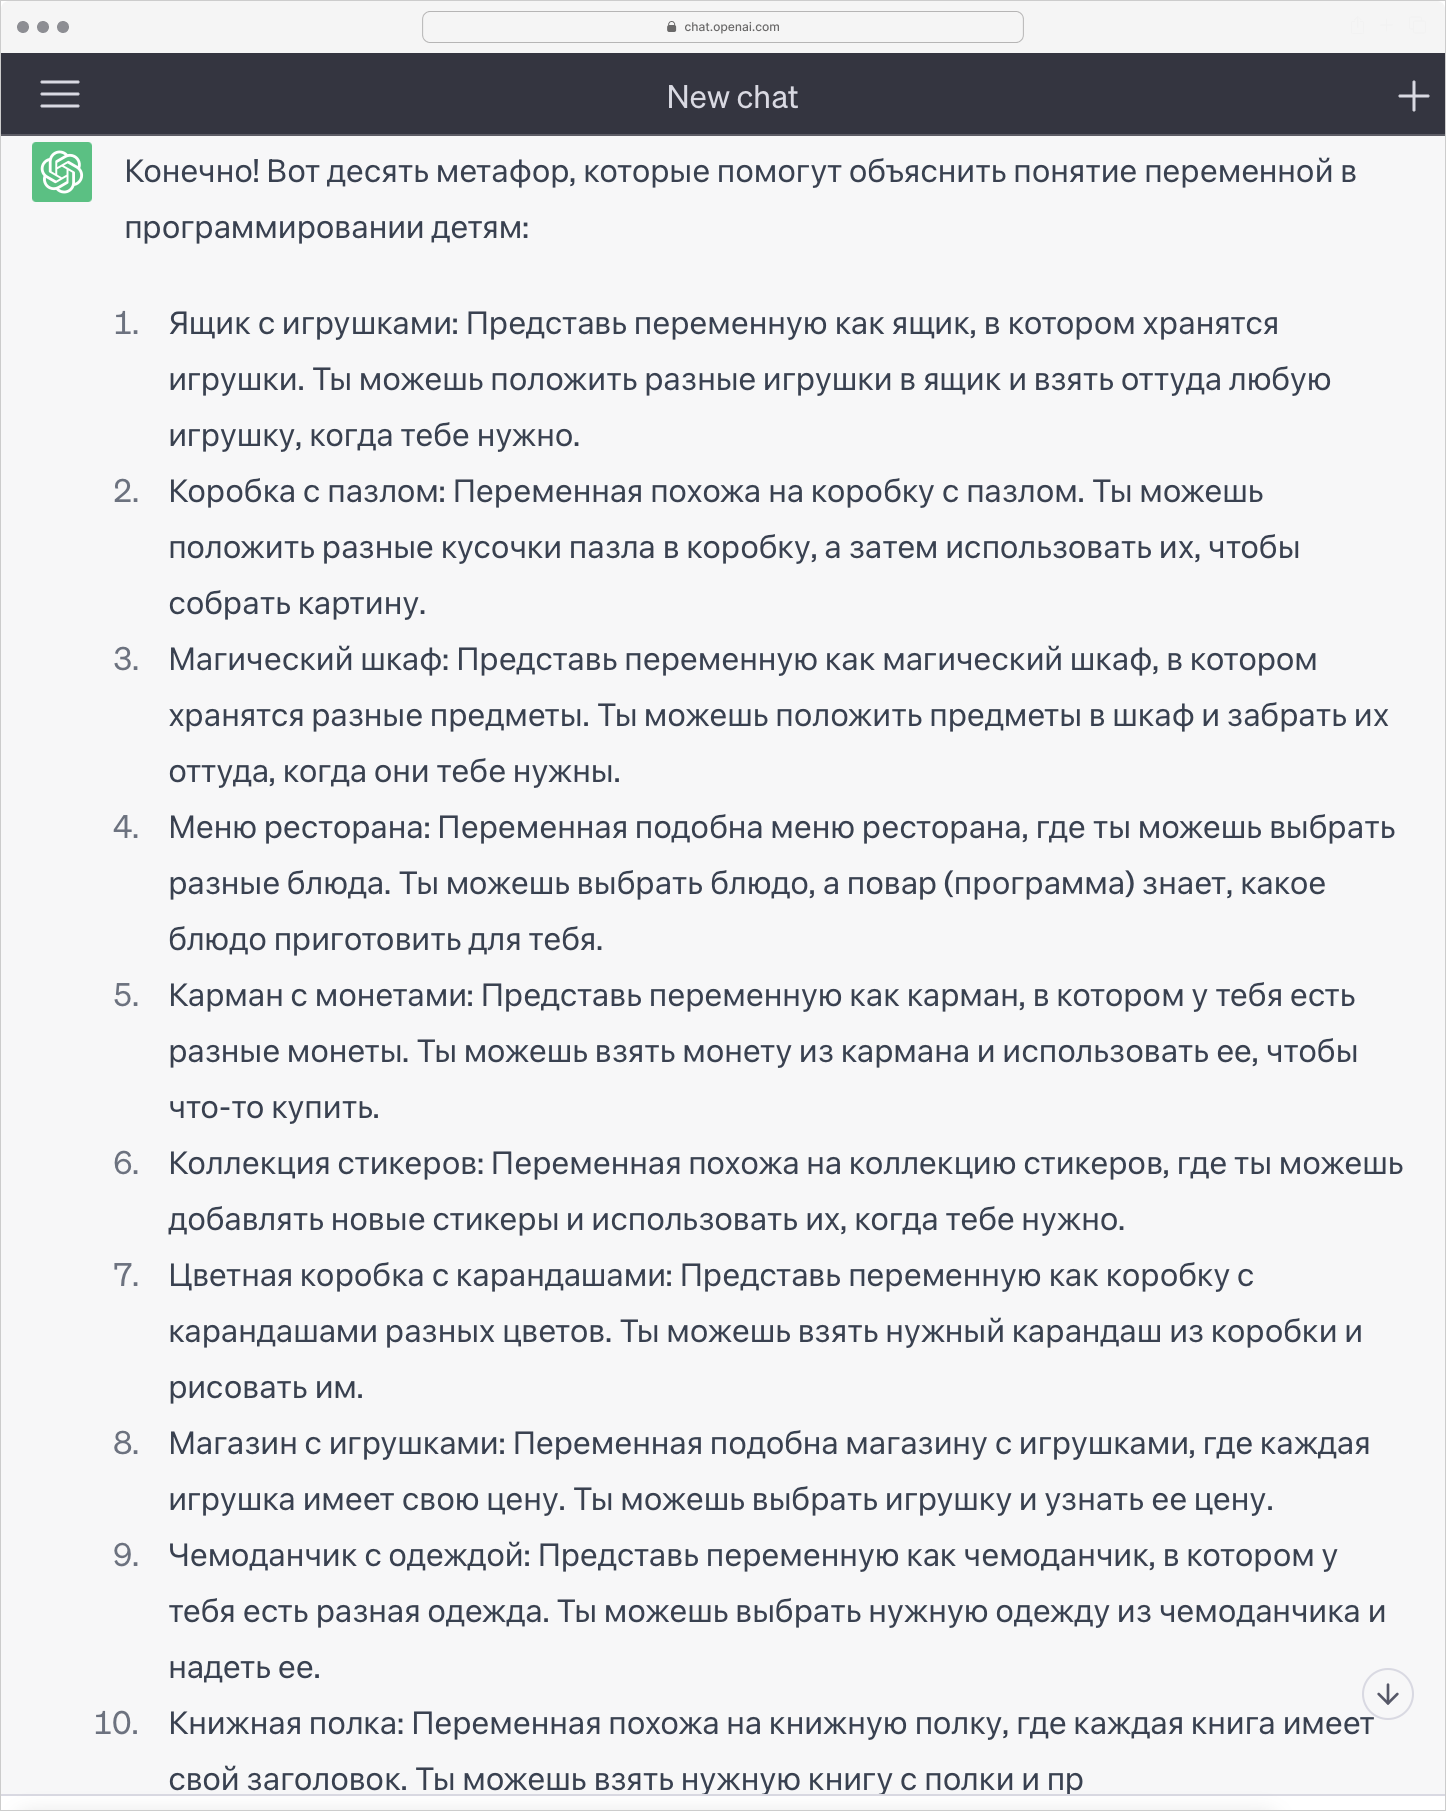 chat.openai.com
New chat
Конечно! Вот десять метафор, которые помогут объяснить понятие переменной в
программировании детям:
1. Ящик с игрушками: Представь переменную как ящик, в котором хранятся
игрушки. Ты можешь положить разные игрушки в ящик и взять оттуда любую
игрушку, когда тебе нужно.
2. Коробка с пазлом: Переменная похожа на коробку с пазлом. Ты можешь
положить разные кусочки пазла в коробку, а затем использовать их, чтобы
собрать картину.
3. Магический шкаф: Представь переменную как магический шкаф, в котором
хранятся разные предметы. Ты можешь положить предметы в шкаф и забрать их
оттуда, когда они тебе нужны.
4. Меню ресторана: Переменная подобна меню ресторана, где ты можешь выбрать
разные блюда. Ты можешь выбрать блюдо, а повар (программа) знает, какое
блюдо приготовить для тебя.
5. Карман с монетами: Представь переменную как карман, в котором у тебя есть
разные монеты. Ты можешь взять монету из кармана и использовать ее, чтобы
что-то купить.
6. Коллекция стикеров: Переменная похожа на коллекцию стикеров, где ты можешь
добавлять новые стикеры и использовать их, когда тебе нужно.
7. Цветная коробка с карандашами: Представь переменную как коробку с
карандашами разных цветов. Ты можешь взять нужный карандаш из коробки и
рисовать им.
8. Магазин с игрушками: Переменная подобна магазину с игрушками, где каждая
игрушка имеет свою цену. Ты можешь выбрать игрушку и узнать ее цену.
9. Чемоданчик с одеждой: Представь переменную как чемоданчик, в котором у
тебя есть разная одежда. Ты можешь выбрать нужную одежду из чемоданчика и
надеть ее.
10. Книжная полка: Переменная похожа на книжную полку, где каждая книга имеет
свой заголовок. Ты можешь взять нужную книгу с полки и пр